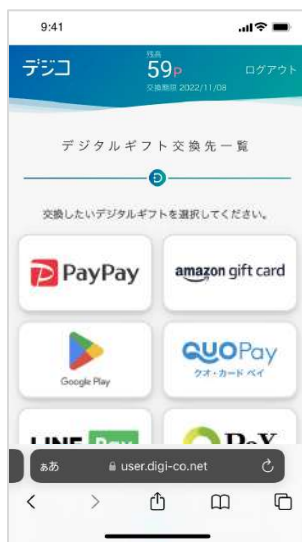 9:41
デジコ
残高
59P
交換期限 2022/11/08
ログアウト
デジタルギフト交換先一覧
交換したいデジタルギフトを選択してください。
PayPay
amazon gift card
Google Play
QUOPay
クオ・カード ペイ
LINE Pay
ぁあ
user.digi-co.net